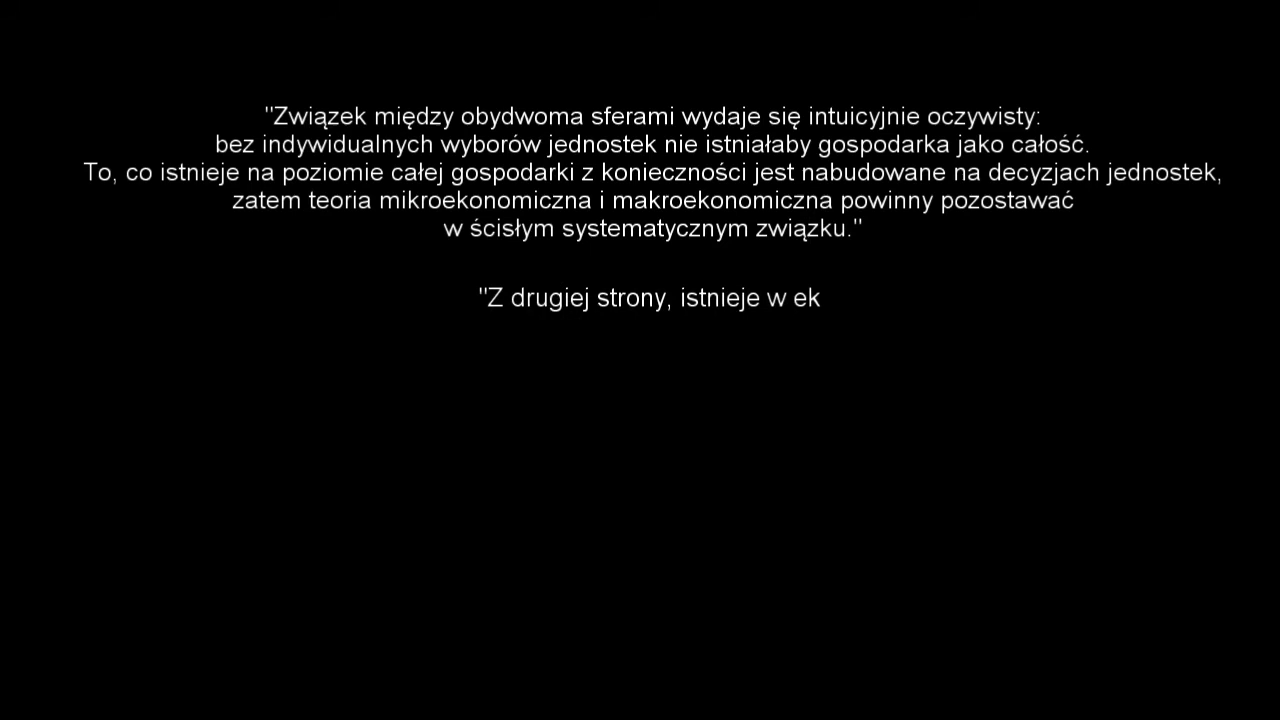 "Związek między obydwoma sferami wydaje się intuicyjnie oczywisty:
bez indywidualnych wyborów jednostek nie istniałaby gospodarka jako całość.
To, co istnieje na poziomie całej gospodarki z konieczności jest nabudowane na decyzjach jednostek,
zatem teoria mikroekonomiczna i makroekonomiczna powinny pozostawać
w ścisłym systematycznym związku."
"Z drugiej strony, istnieje w ek